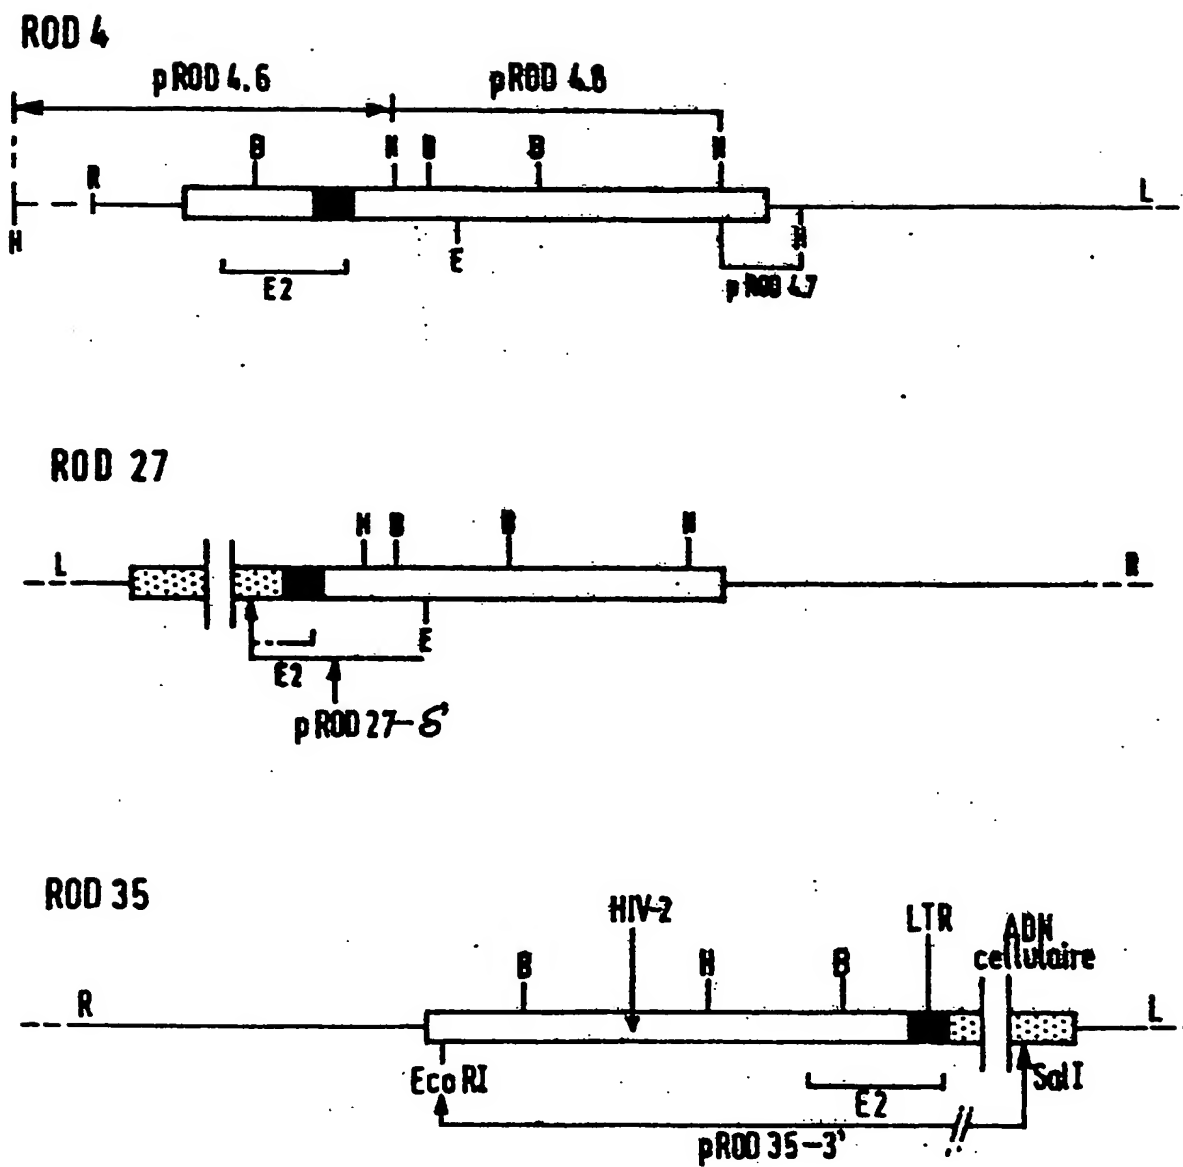 ROD 4
pROD 4.6
pROD 4.8
B
H
B
B
H
R
L
H
E
H
E2
pROD 4.7
ROD 27
H
B
B
H
L
R
E
E2
pROD 27-5'
ROD 35
HIV-2
LTR
ADN
cellulaire
B
H
B
R
L
EcoRI
SalI
E2
pROD 35-3'